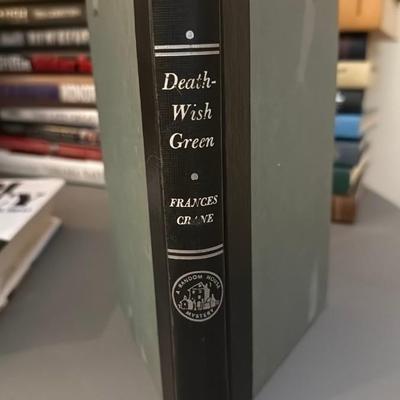 Death-
Wish
Green
FRANCES
CRANE
A RANDOM HOUSE
MYSTERY